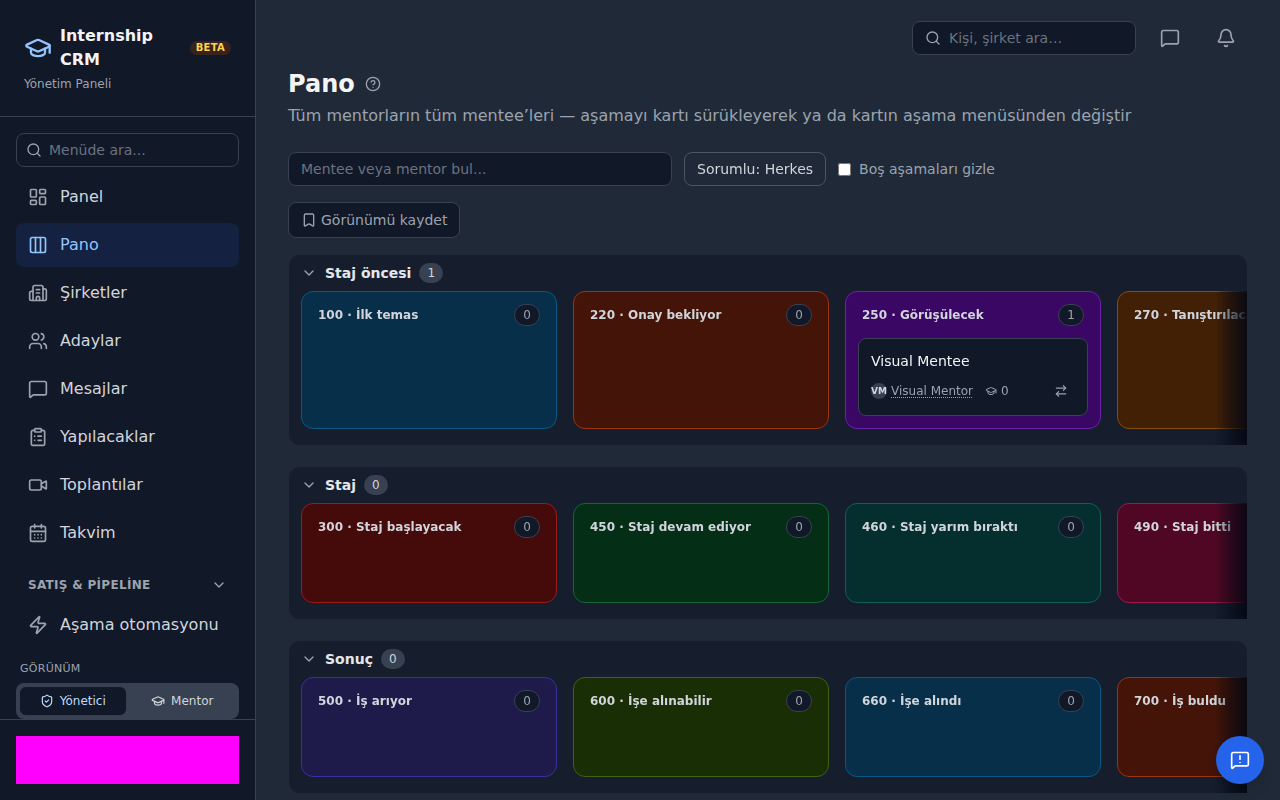 Internship CRM
BETA
Yönetim Paneli
Menüde ara...
Panel
Pano
Şirketler
Adaylar
Mesajlar
Yapılacaklar
Toplantılar
Takvim
SATIŞ & PİPELİNE
Aşama otomasyonu
GÖRÜNÜM
Yönetici
Mentor
Kişi, şirket ara...
Pano
Tüm mentorların tüm mentee’leri — aşamayı kartı sürükleyerek ya da kartın aşama menüsünden değiştir
Mentee veya mentor bul...
Sorumlu: Herkes
Boş aşamaları gizle
Görünümü kaydet
Staj öncesi 1
100 · İlk temas 0
220 · Onay bekliyor 0
250 · Görüşülecek 1
Visual Mentee
VM Visual Mentor 0
270 · Tanıştırılac
Staj 0
300 · Staj başlayacak 0
450 · Staj devam ediyor 0
460 · Staj yarım bıraktı 0
490 · Staj bitti
Sonuç 0
500 · İş arıyor 0
600 · İşe alınabilir 0
660 · İşe alındı 0
700 · İş buldu